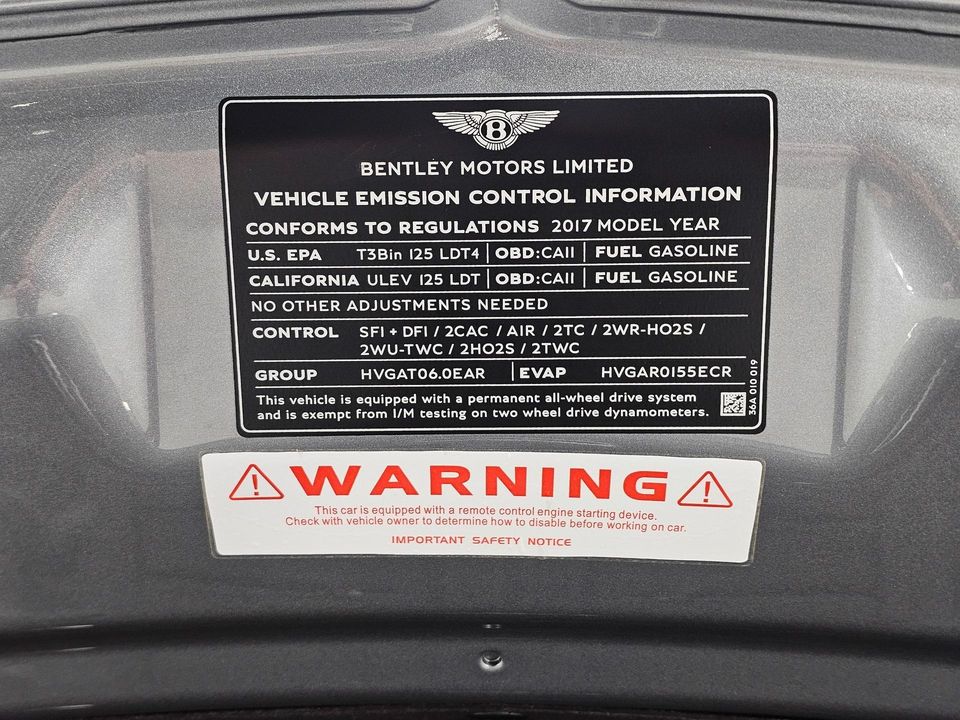 B
BENTLEY MOTORS LIMITED
VEHICLE EMISSION CONTROL INFORMATION
CONFORMS TO REGULATIONS 2017 MODEL YEAR
U.S. EPA T3Bin 125 LDT4 | OBD:CAII | FUEL GASOLINE
CALIFORNIA ULEV 125 LDT | OBD:CAII | FUEL GASOLINE
NO OTHER ADJUSTMENTS NEEDED
CONTROL SFI + DFI / 2CAC / AIR / 2TC / 2WR-HO2S /
2WU-TWC / 2HO2S / 2TWC
GROUP HVGAT06.0EAR | EVAP HVGAR0155ECR
This vehicle is equipped with a permanent all-wheel drive system
and is exempt from I/M testing on two wheel drive dynamometers.
36A 010 019
WARNING
This car is equipped with a remote control engine starting device.
Check with vehicle owner to determine how to disable before working on car.
IMPORTANT SAFETY NOTICE